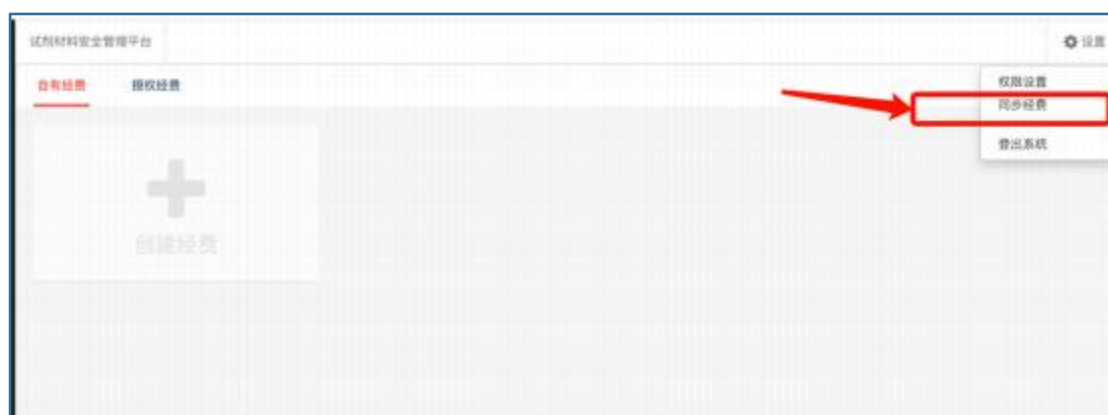 试剂材料安全管理平台
设置
自有经费
授权经费
权限设置
同步经费
登出系统
创建经费